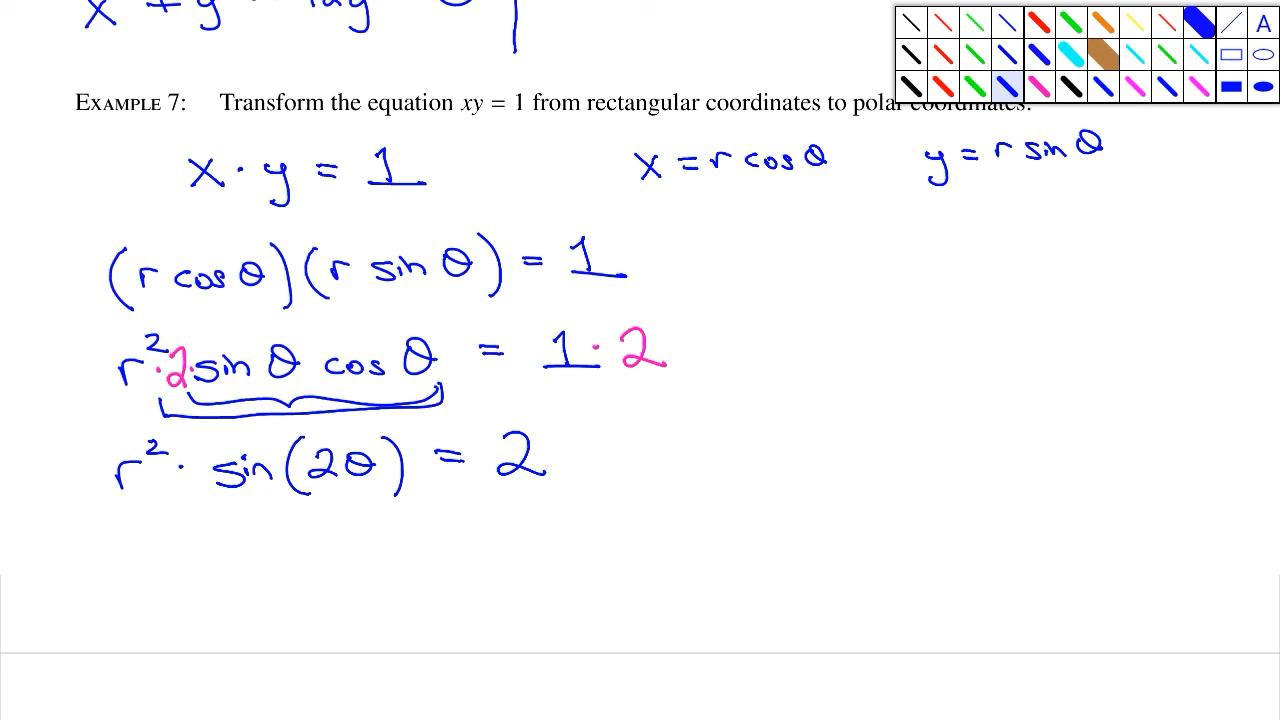 EXAMPLE 7: Transform the equation xy = 1 from rectangular coordinates to polar coordinates.
x · y = 1 x = r cos θ y = r sin θ
(r cos θ)(r sin θ) = 1
r² · 2 · sin θ cos θ = 1 · 2
r² · sin(2θ) = 2
A